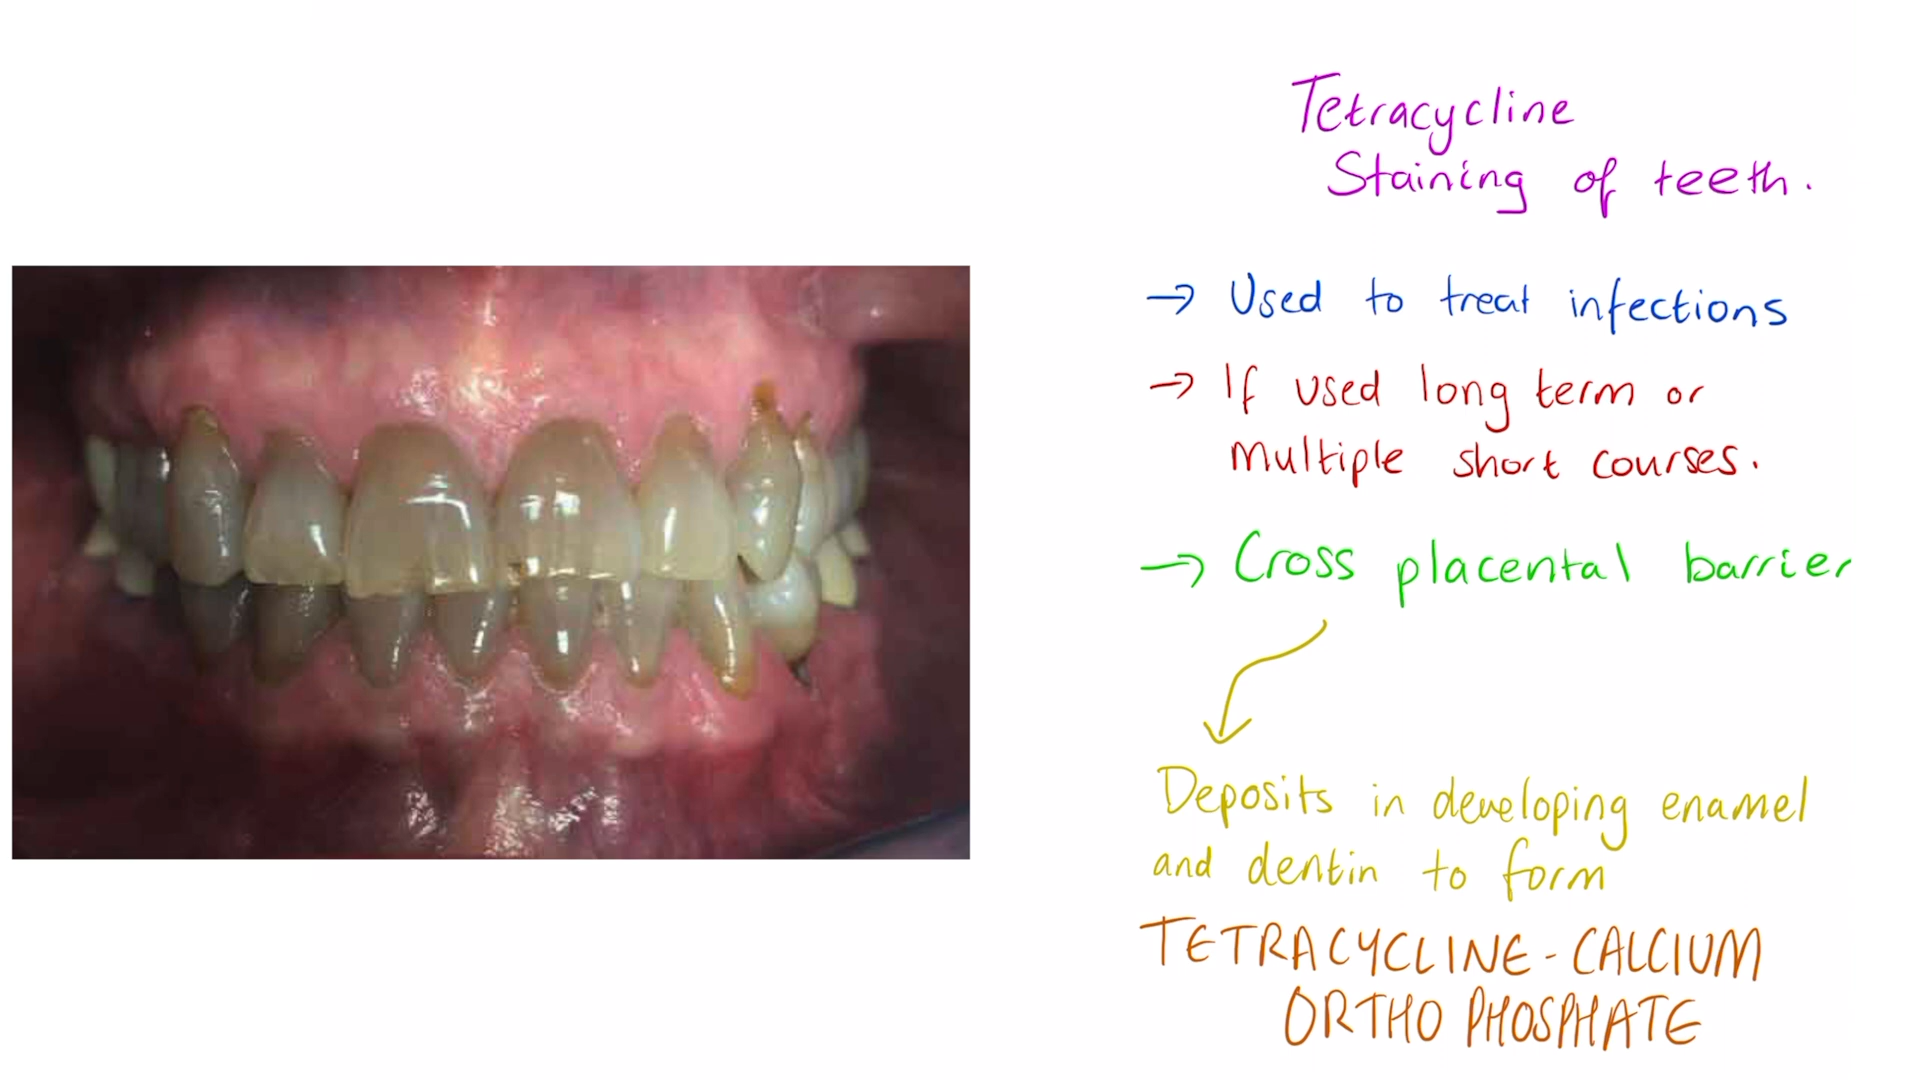 Tetracycline
Staining of teeth.
→ Used to treat infections
→ If used long term or
multiple short courses.
→ Cross placental barrier
Deposits in developing enamel
and dentin to form
TETRACYCLINE-CALCIUM
ORTHO PHOSPHATE